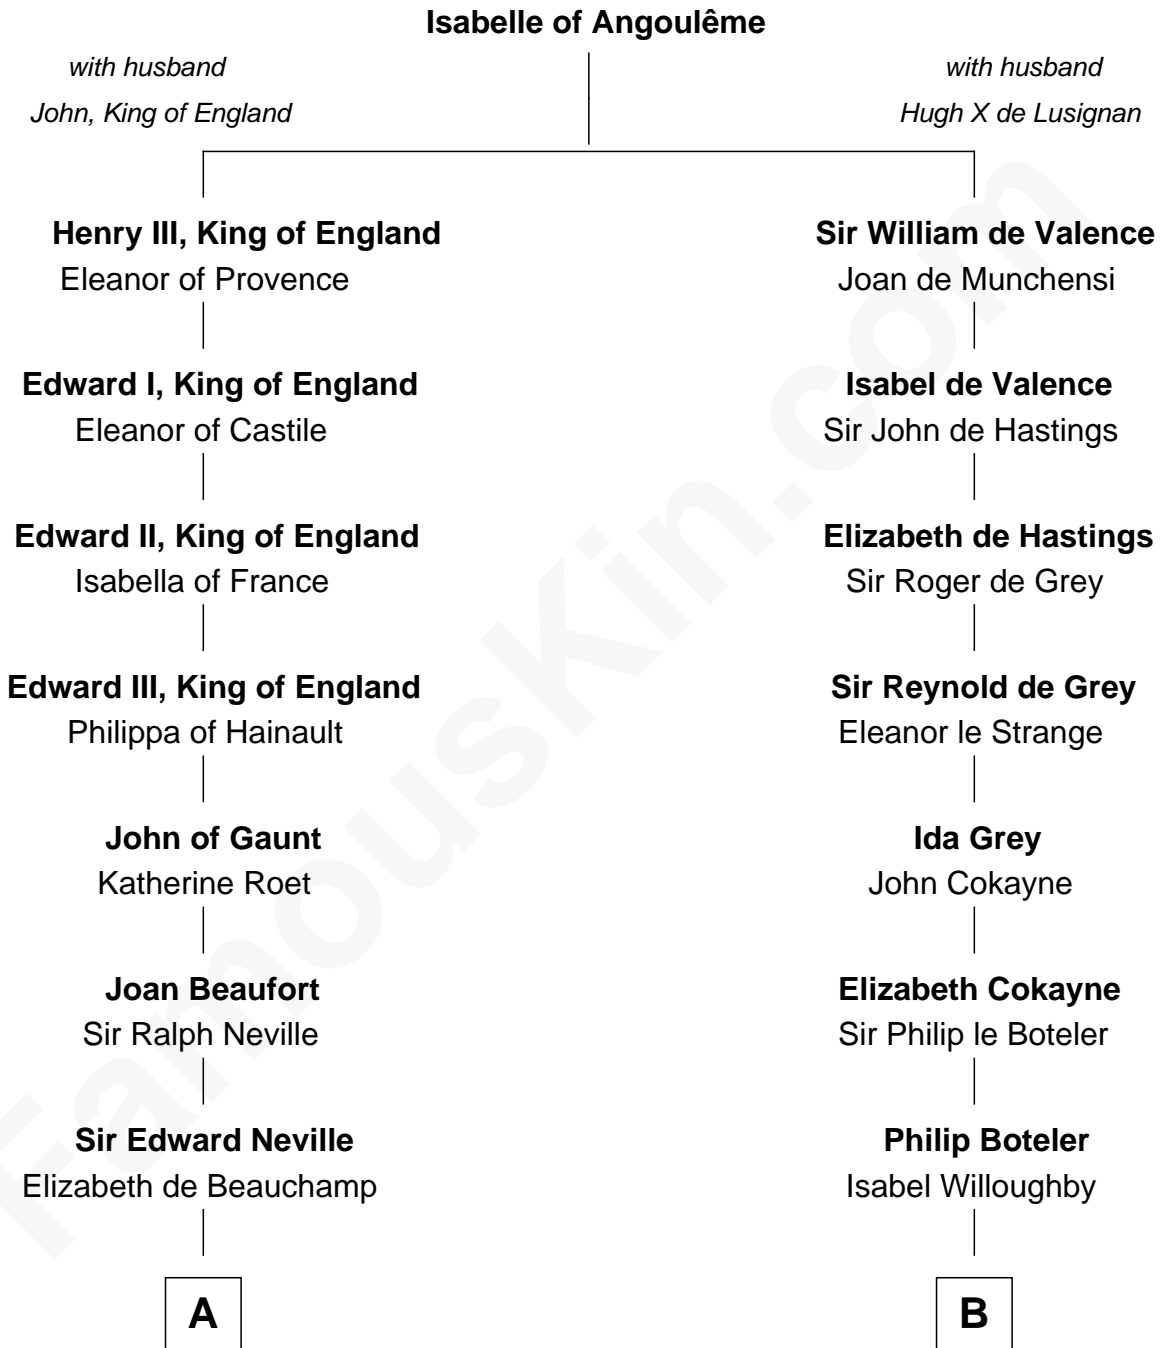 Isabelle of Angoulême
with husband
John, King of England
with husband
Hugh X de Lusignan
Henry III, King of England
Eleanor of Provence
Sir William de Valence
Joan de Munchensi
Edward I, King of England
Eleanor of Castile
Isabel de Valence
Sir John de Hastings
Edward II, King of England
Isabella of France
Elizabeth de Hastings
Sir Roger de Grey
Edward III, King of England
Philippa of Hainault
Sir Reynold de Grey
Eleanor le Strange
John of Gaunt
Katherine Roet
Ida Grey
John Cokayne
Joan Beaufort
Sir Ralph Neville
Elizabeth Cokayne
Sir Philip le Boteler
Sir Edward Neville
Elizabeth de Beauchamp
Philip Boteler
Isabel Willoughby
A
B
FamousKin.com